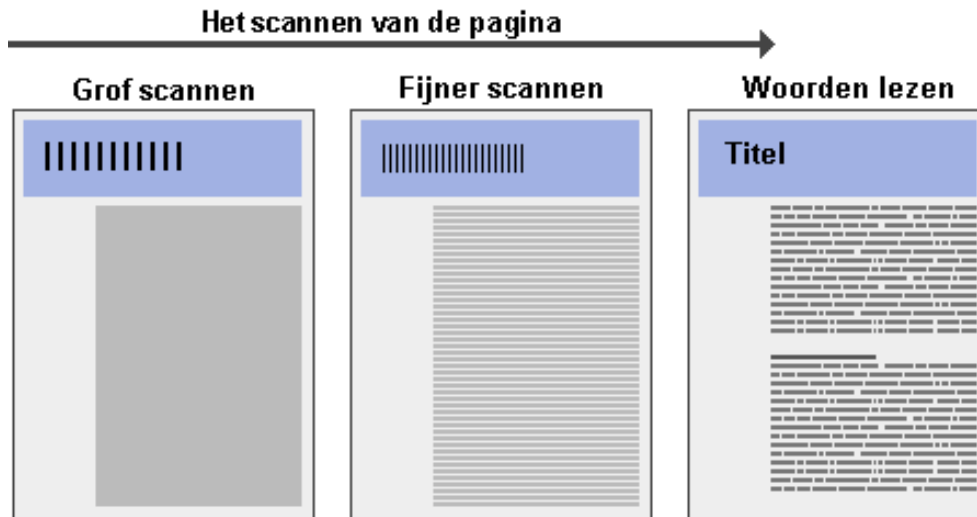 Het scannen van de pagina
Grof scannen
Fijner scannen
Woorden lezen
Titel